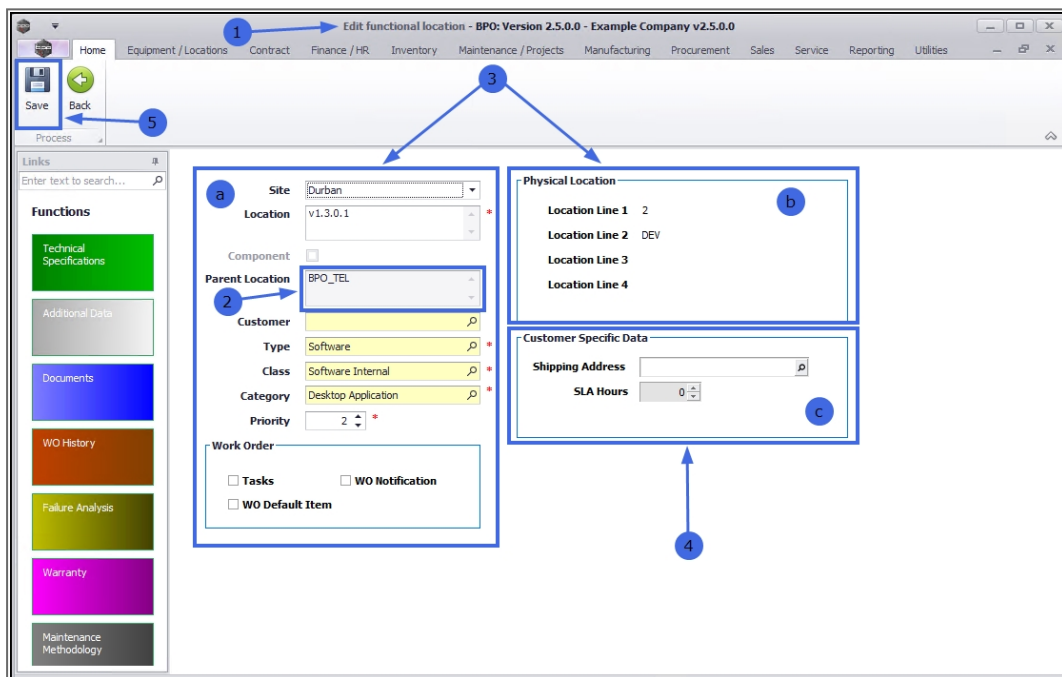 Edit functional location - BPO: Version 2.5.0.0 - Example Company v2.5.0.0
1
Home Equipment / Locations Contract Finance / HR Inventory Maintenance / Projects Manufacturing Procurement Sales Service Reporting Utilities
Save Back
3
5
Process
Links
Enter text to search...
Functions
Technical Specifications
Additional Data
Documents
WO History
Failure Analysis
Warranty
Maintenance Methodology
a
Site Durban
Location v1.3.0.1 *
Component
Parent Location BPO_TEL
2
Customer
Type Software *
Class Software Internal *
Category Desktop Application *
Priority 2 *
Work Order
Tasks WO Notification
WO Default Item
Physical Location
b
Location Line 1 2
Location Line 2 DEV
Location Line 3
Location Line 4
Customer Specific Data
Shipping Address
SLA Hours 0
c
4